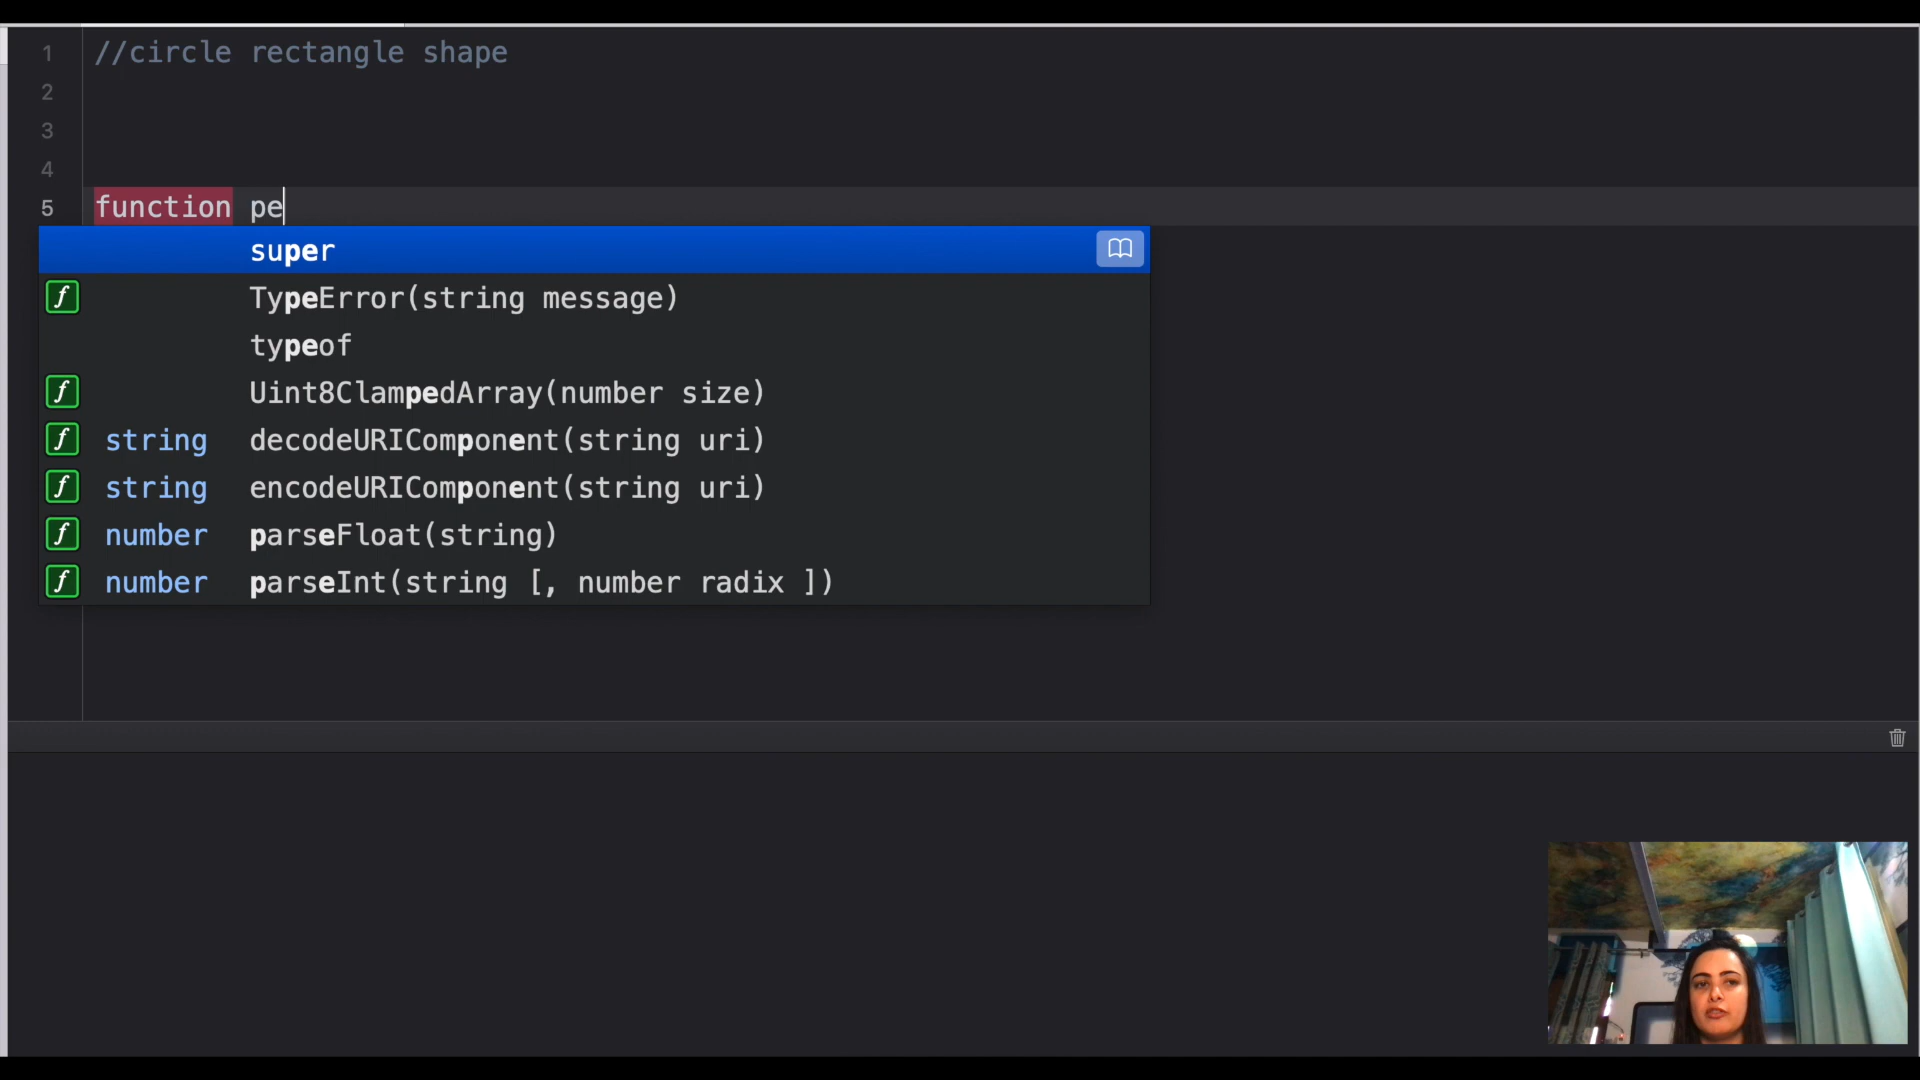 1 //circle rectangle shape
2
3
4
5 function pe
super
f TypeError(string message)
typeof
f Uint8ClampedArray(number size)
f string decodeURIComponent(string uri)
f string encodeURIComponent(string uri)
f number parseFloat(string)
f number parseInt(string [, number radix ])